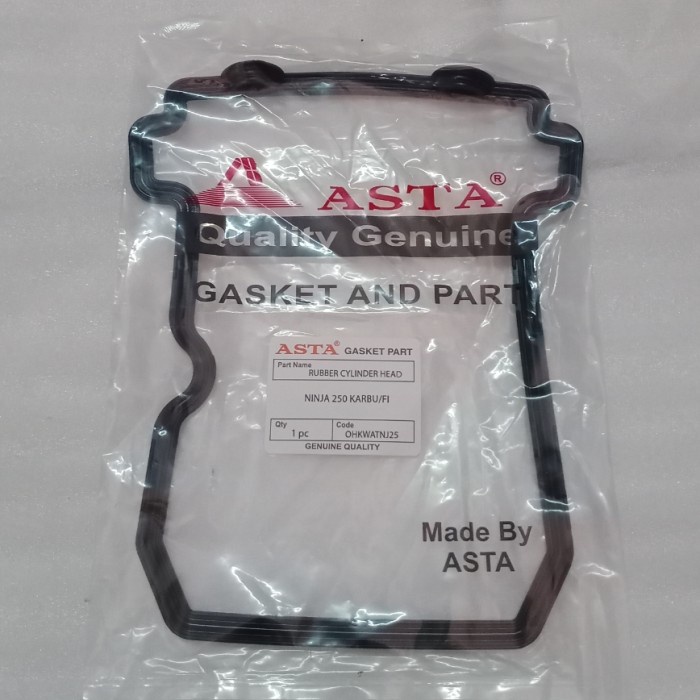 ASTA®
Quality Genuine
GASKET AND PART
ASTA® GASKET PART
Part Name
RUBBER CYLINDER HEAD
NINJA 250 KARBU/FI
Qty
1 pc
Code
OHKWATNJ25
GENUINE QUALITY
Made By
ASTA